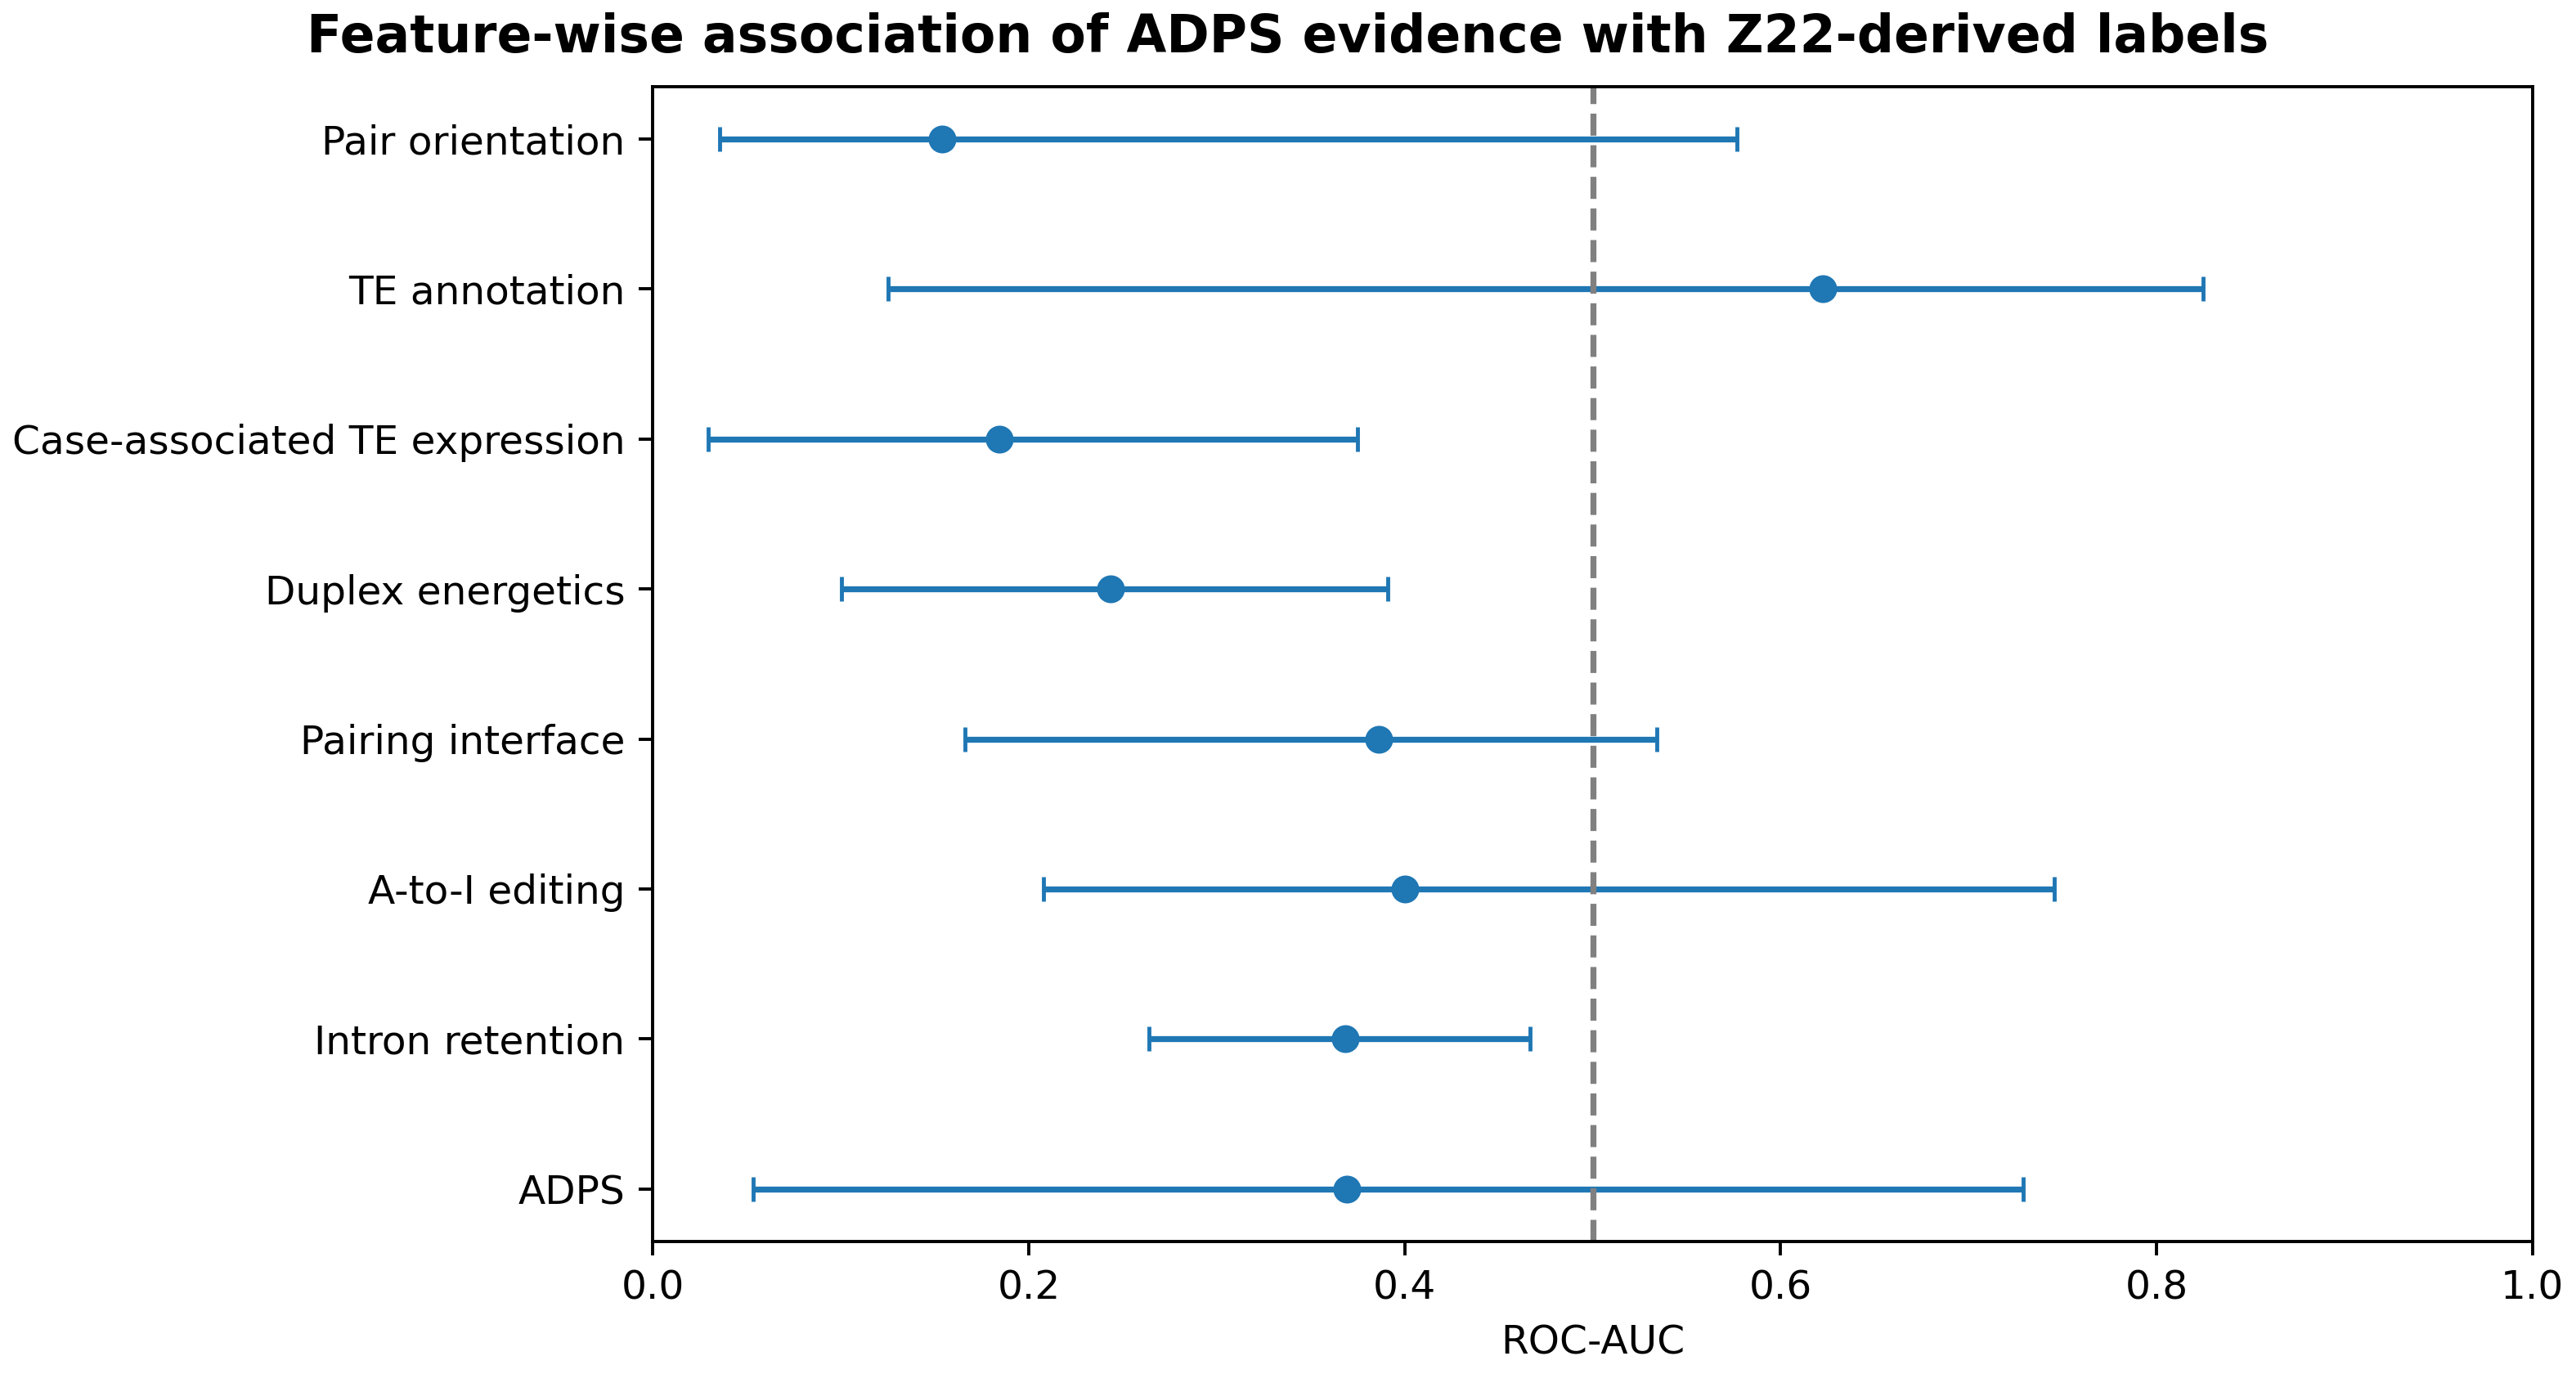 Feature-wise association of ADPS evidence with Z22-derived labels
Pair orientation
TE annotation
Case-associated TE expression
Duplex energetics
Pairing interface
A-to-I editing
Intron retention
ADPS
0.0 0.2 0.4 0.6 0.8 1.0
ROC-AUC